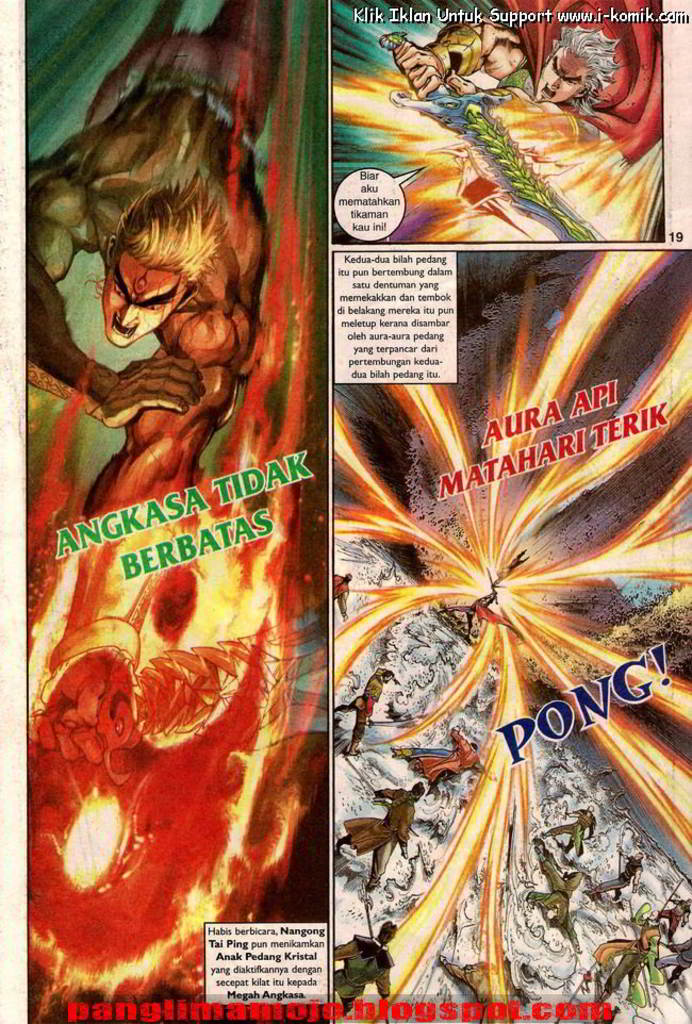 Klik Iklan Untuk Support www.i-komik.com
ANGKASA TIDAK
BERBATAS
Habis berbicara, Nangong
Tai Ping pun menikamkan
Anak Pedang Kristal
yang diaktifkannya dengan
secepat kilat itu kepada
Megah Angkasa.
Biar
aku
mematahkan
tikaman
kau ini!
19
Kedua-dua bilah pedang
itu pun bertembung dalam
satu dentuman yang
memekakkan dan tembok
di belakang mereka itu pun
meletup kerana disambar
oleh aura-aura pedang
yang terpancar dari
pertembungan kedua-
dua bilah pedang itu.
AURA API
MATAHARI TERIK
PONG!
panglimamojo.blogspot.com